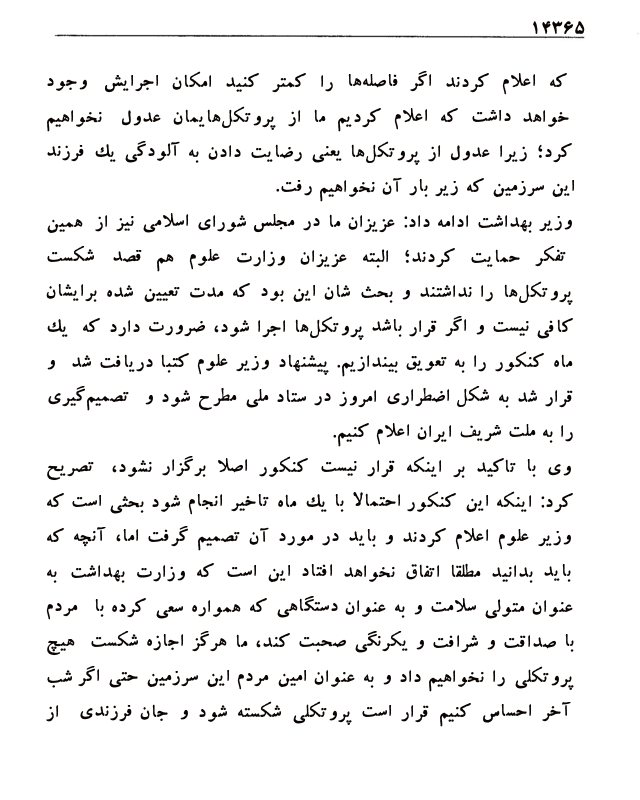 ۱۴۳۶۵
که اعلام کردند اگر فاصله‌ها را کمتر کنید امکان اجرایش وجود
خواهد داشت که اعلام کردیم ما از پروتکل‌هایمان عدول نخواهیم
کرد؛ زیرا عدول از پروتکل‌ها یعنی رضایت دادن به آلودگی یك فرزند
این سرزمین که زیر بار آن نخواهیم رفت.
وزیر بهداشت ادامه داد: عزیزان ما در مجلس شورای اسلامی نیز از همین
تفکر حمایت کردند؛ البته عزیزان وزارت علوم هم قصد شکست
پروتکل‌ها را نداشتند و بحث شان این بود که مدت تعیین شده برایشان
کافی نیست و اگر قرار باشد پروتکل‌ها اجرا شود، ضرورت دارد که یك
ماه کنکور را به تعویق بیندازیم. پیشنهاد وزیر علوم کتبا دریافت شد و
قرار شد به شکل اضطراری امروز در ستاد ملی مطرح شود و تصمیم‌گیری
را به ملت شریف ایران اعلام کنیم.
وی با تاکید بر اینکه قرار نیست کنکور اصلا برگزار نشود، تصریح
کرد: اینکه این کنکور احتمالا با یك ماه تاخیر انجام شود بحثی است که
وزیر علوم اعلام کردند و باید در مورد آن تصمیم گرفت اما، آنچه که
باید بدانید مطلقا اتفاق نخواهد افتاد این است که وزارت بهداشت به
عنوان متولی سلامت و به عنوان دستگاهی که همواره سعی کرده با مردم
با صداقت و شرافت و یکرنگی صحبت کند، ما هرگز اجازه شکست هیچ
پروتکلی را نخواهیم داد و به عنوان امین مردم این سرزمین حتی اگر شب
آخر احساس کنیم قرار است پروتکلی شکسته شود و جان فرزندی از